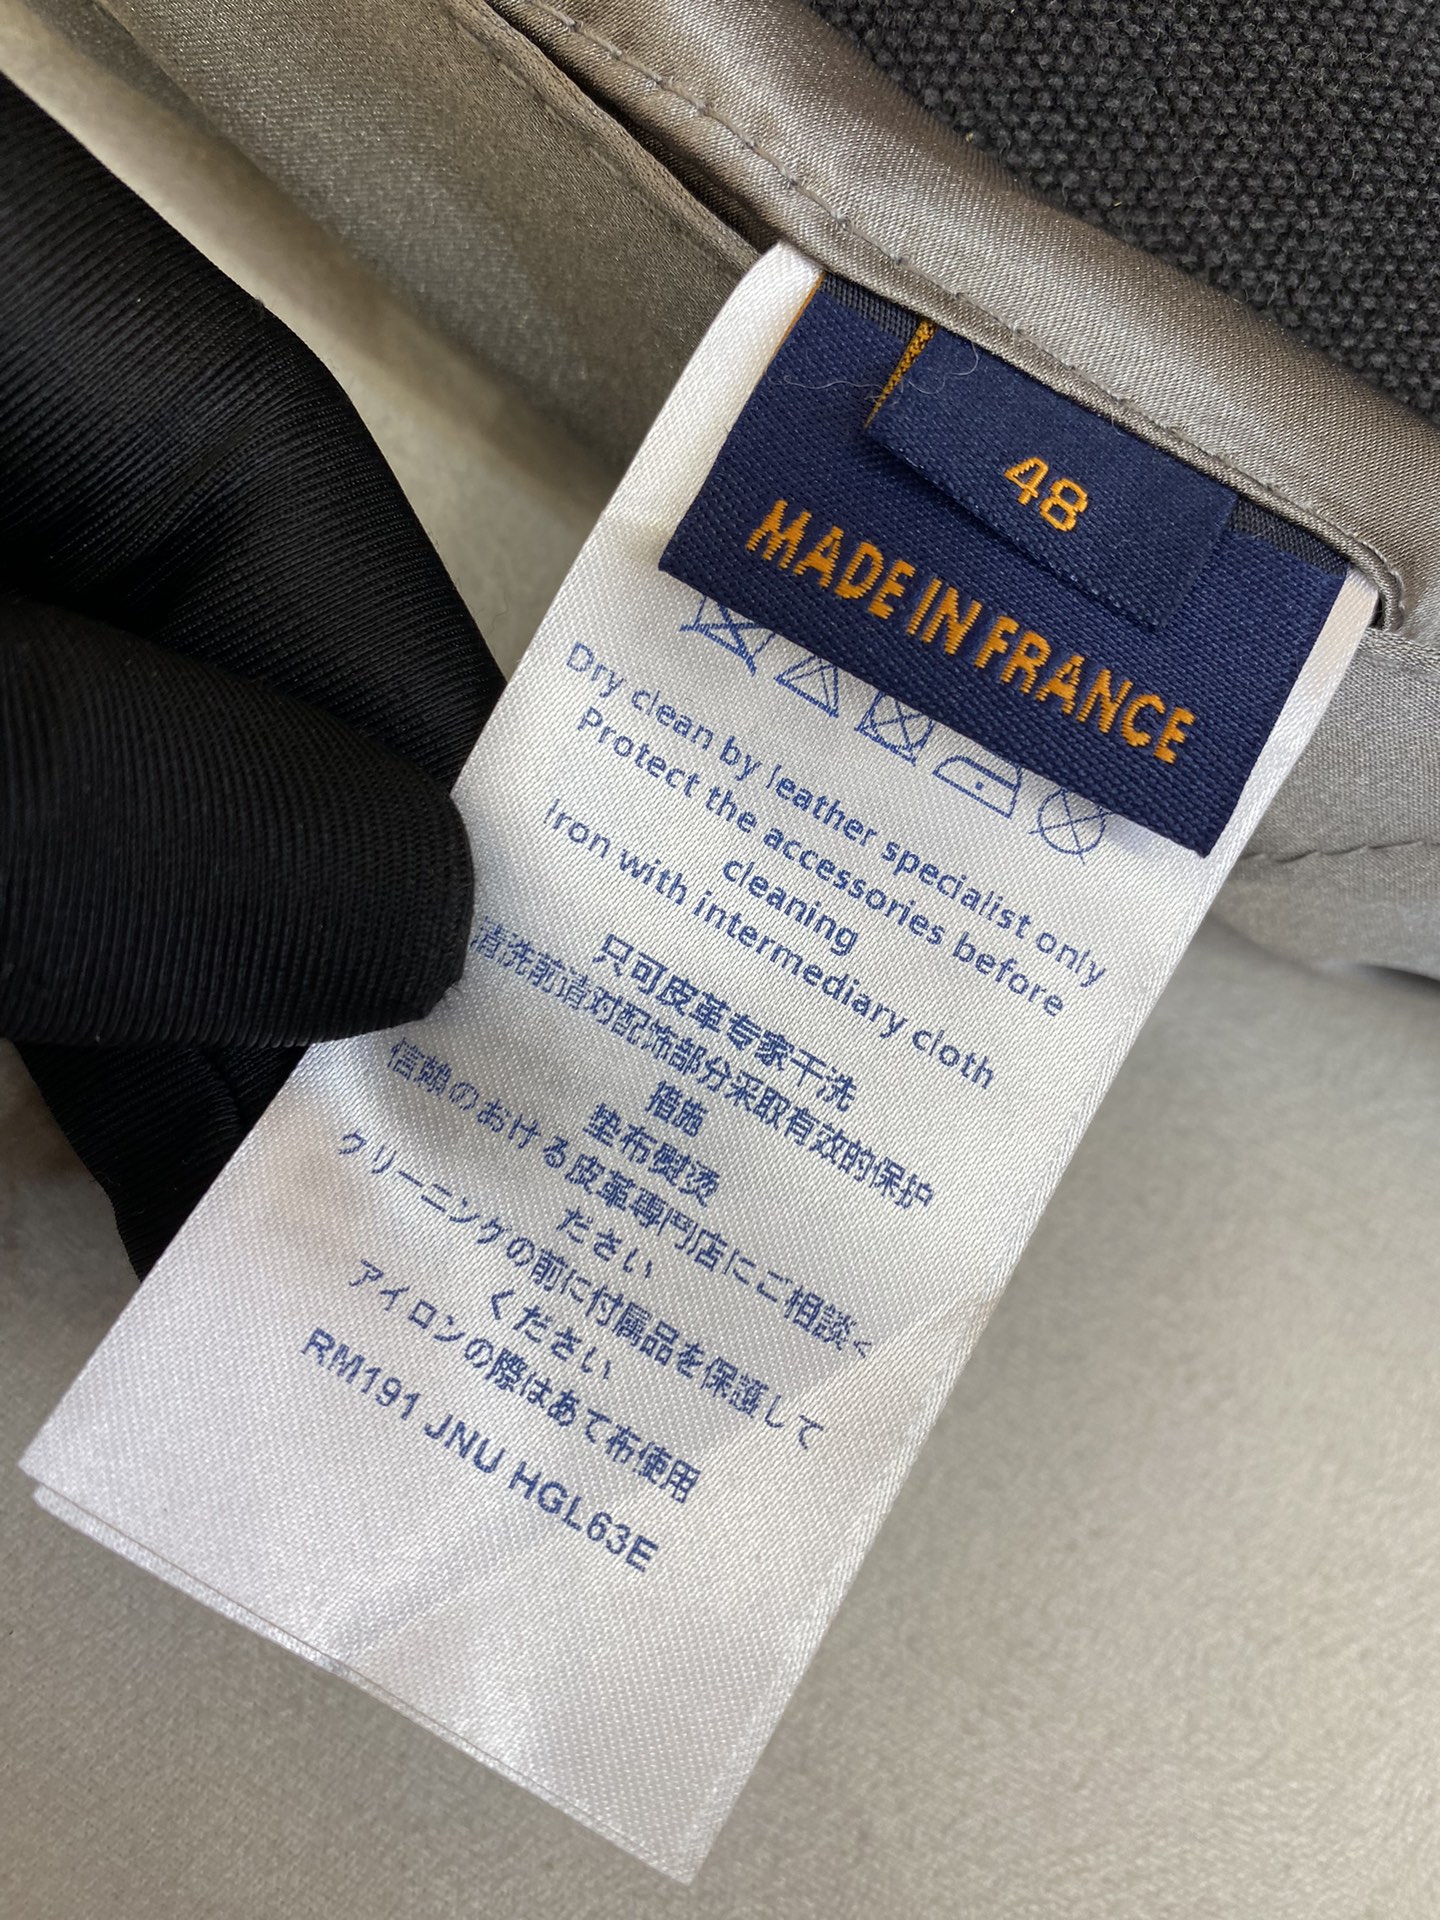 48
MADE IN FRANCE
Dry clean by leather specialist only
Protect the accessories before
cleaning
Iron with intermediary cloth
只可皮革专家干洗
清洗前请对配饰部分采取有效的保护
措施
垫布熨烫
信頼のおける皮革専門店にご相談く
ださい
クリーニングの前に付属品を保護して
ください
アイロンの際はあて布使用
RM191 JNU HGL63E